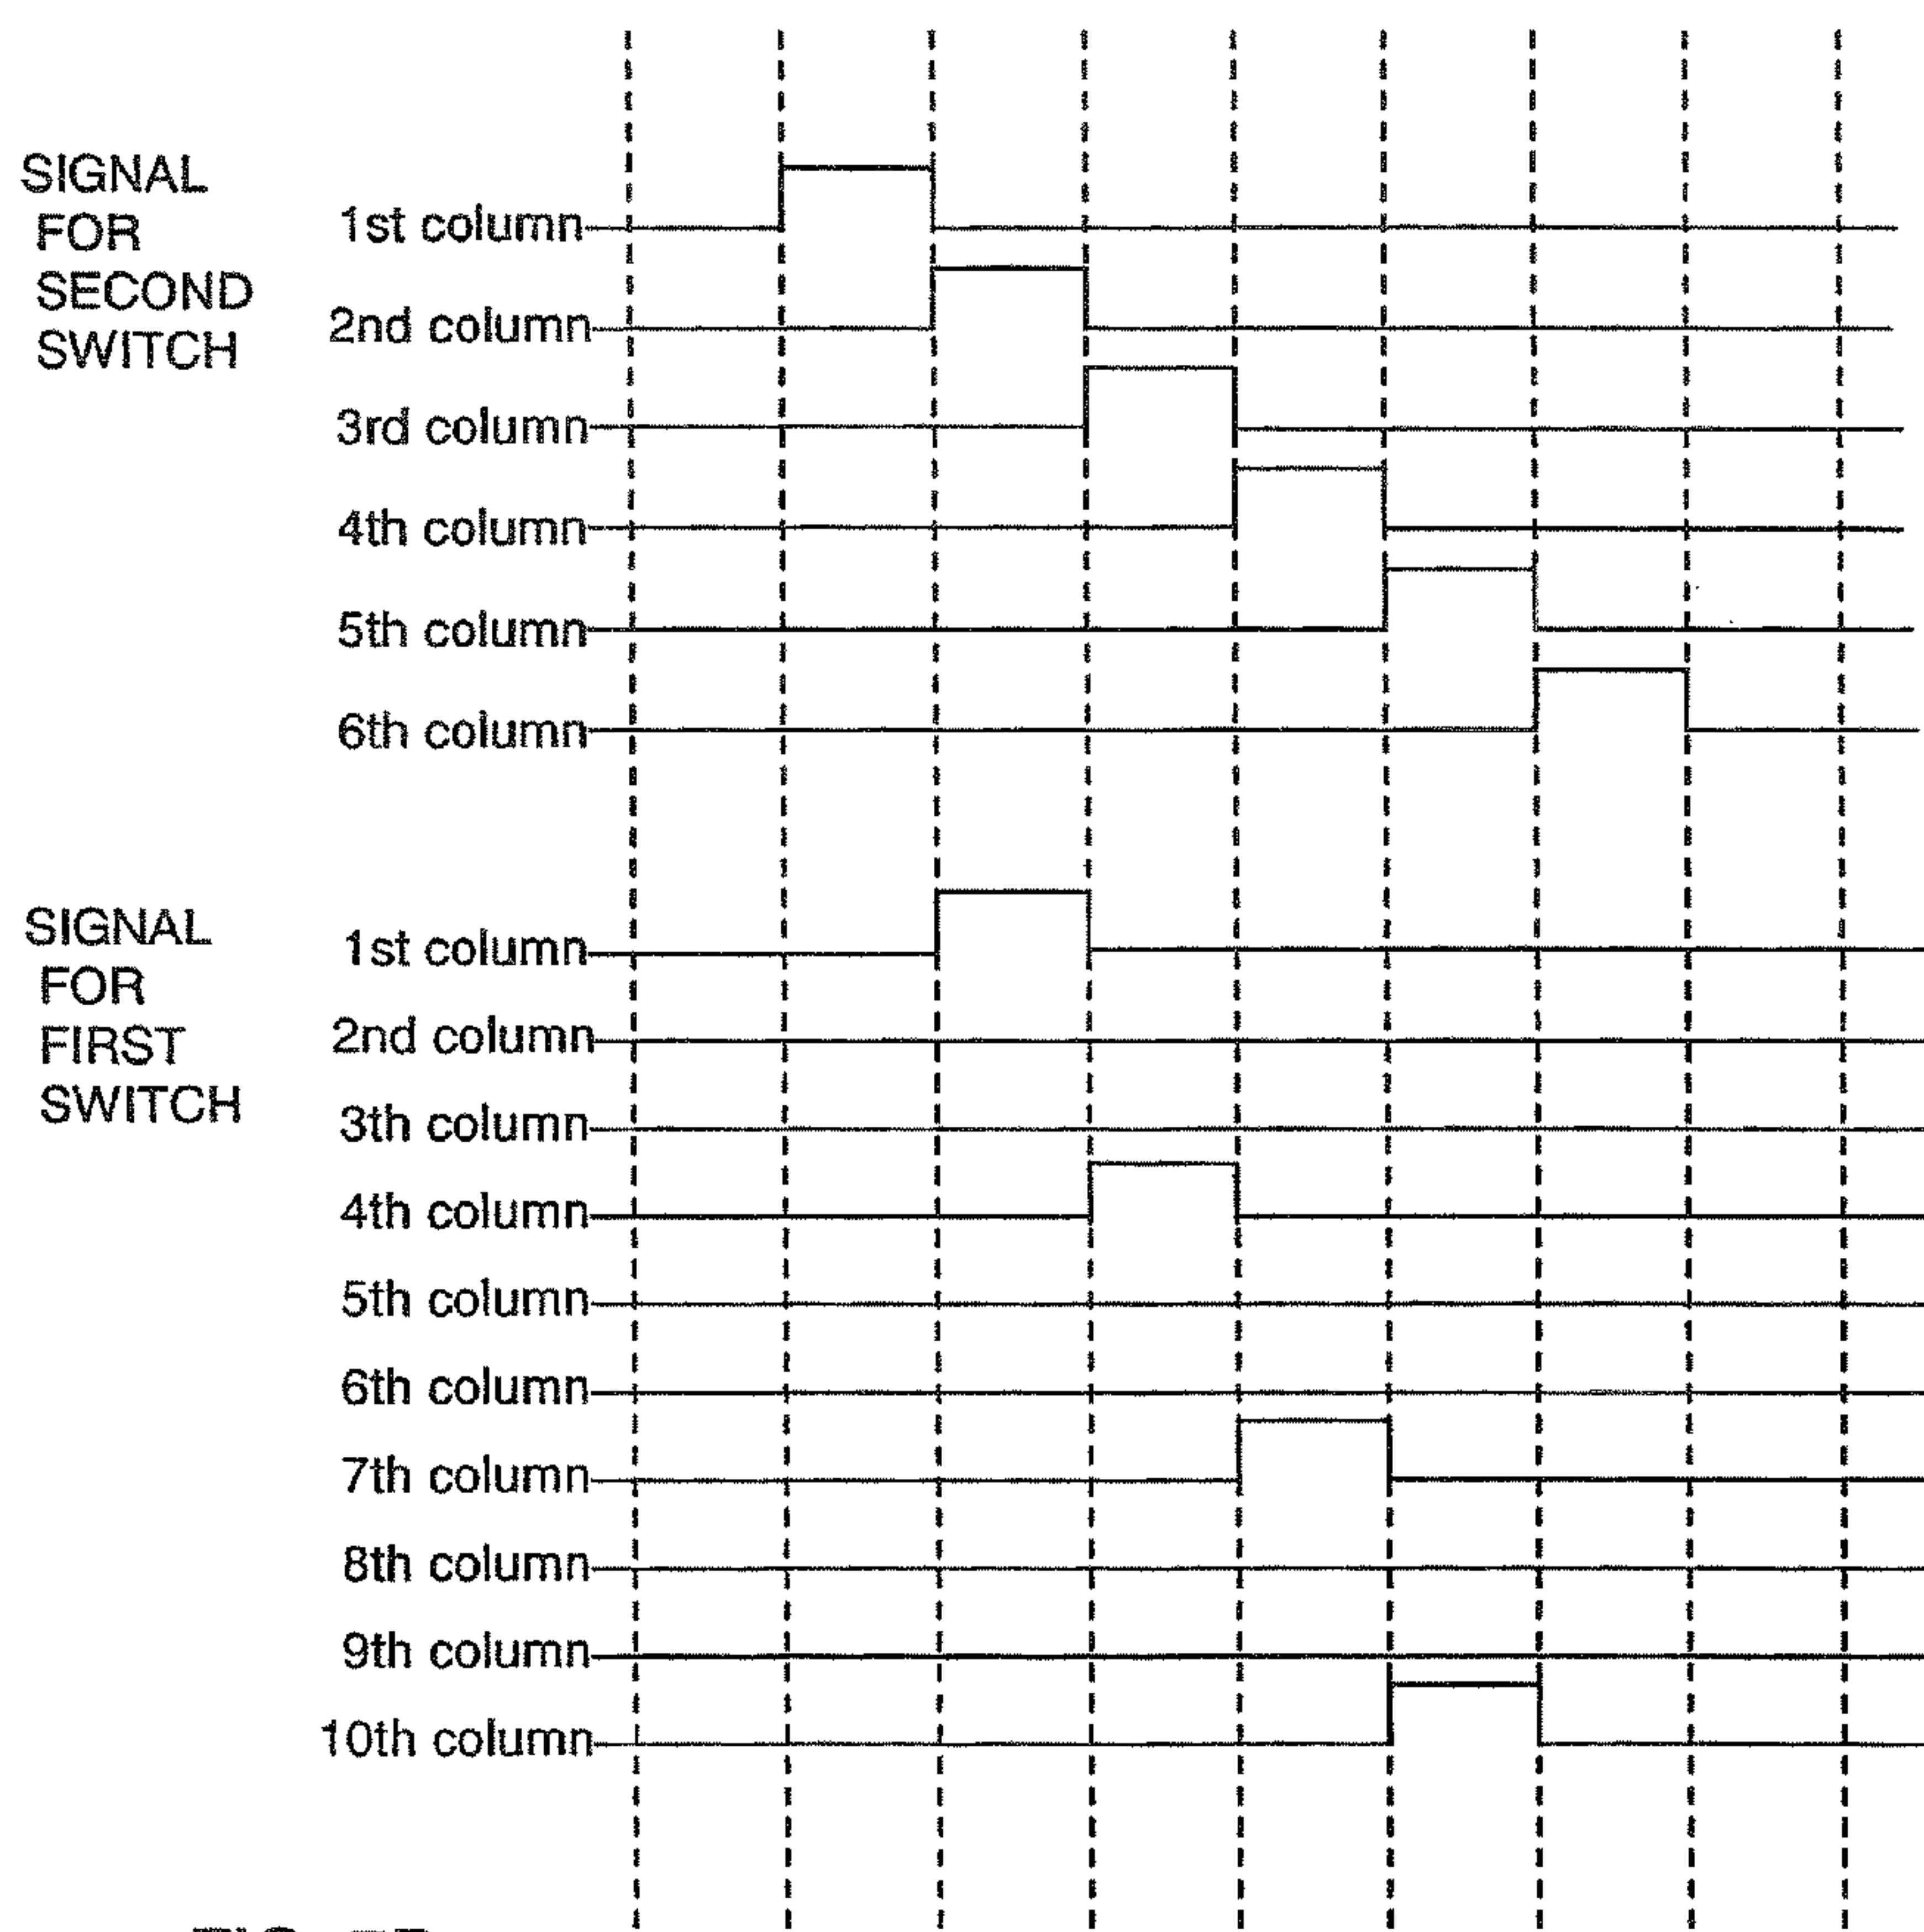 SIGNAL
FOR
SECOND
SWITCH
1st column
2nd column
3rd column
4th column
5th column
6th column
SIGNAL
FOR
FIRST
SWITCH
1st column
2nd column
3th column
4th column
5th column
6th column
7th column
8th column
9th column
10th column